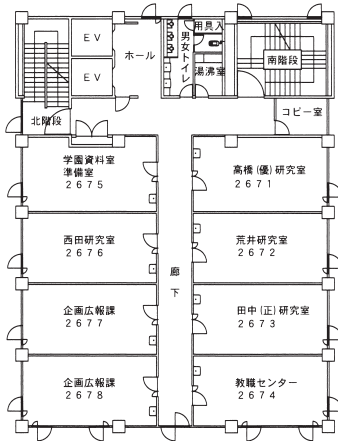 用具入
EV
ホール
男女トイレ
湯沸室
南階段
EV
コピー室
北階段
学園資料室
準備室
2675
高橋(優)研究室
2671
西田研究室
2676
荒井研究室
2672
廊下
企画広報課
2677
田中(正)研究室
2673
企画広報課
2678
教職センター
2674